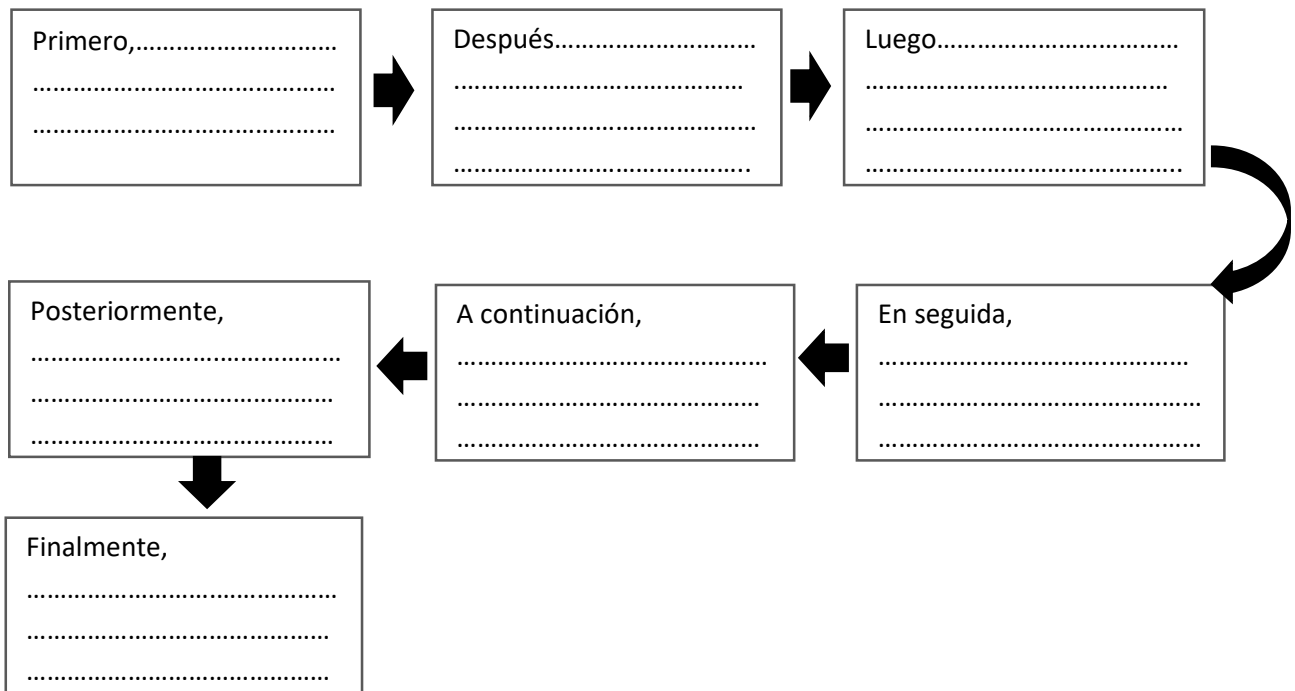 Primero,……………………………
………………………………………
………………………………………
Después……………………………
………………………………………
………………………………………
………………………………………..
Luego………………………………
………………………………………
…………………………………………
………………………………………..
En seguida,
………………………………………
…………………………………………
…………………………………………
A continuación,
………………………………………
………………………………………
………………………………………
Posteriormente,
………………………………………
………………………………………
………………………………………
Finalmente,
………………………………………
………………………………………
………………………………………